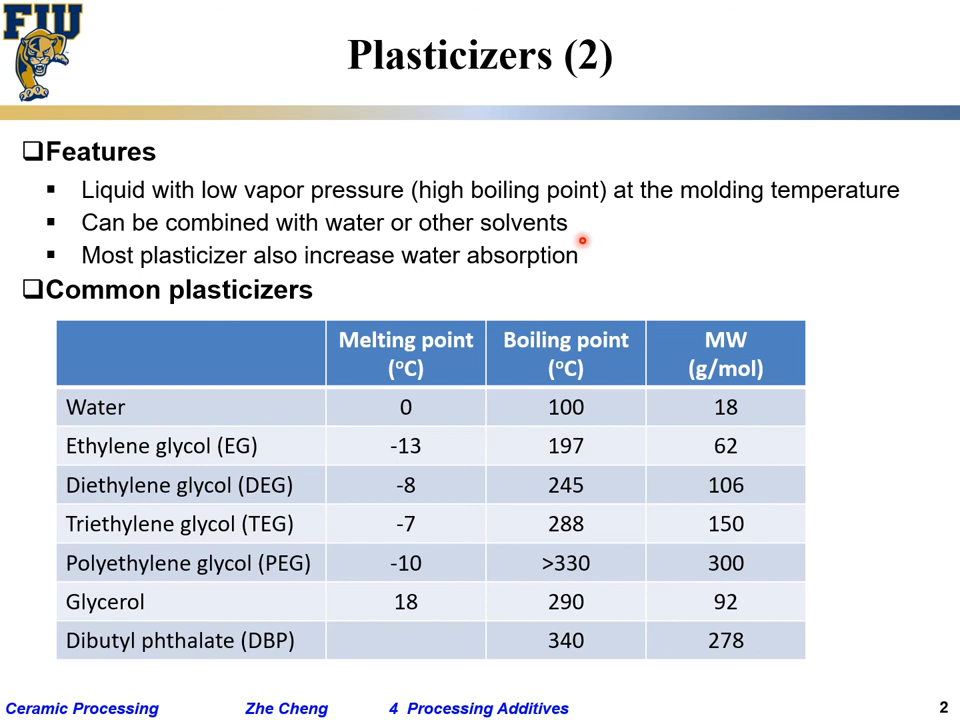 FIU
Plasticizers (2)
❑Features
▪ Liquid with low vapor pressure (high boiling point) at the molding temperature
▪ Can be combined with water or other solvents
▪ Most plasticizer also increase water absorption
❑Common plasticizers
Melting point (°C) Boiling point (°C) MW (g/mol)
Water 0 100 18
Ethylene glycol (EG) -13 197 62
Diethylene glycol (DEG) -8 245 106
Triethylene glycol (TEG) -7 288 150
Polyethylene glycol (PEG) -10 >330 300
Glycerol 18 290 92
Dibutyl phthalate (DBP) 340 278
Ceramic Processing Zhe Cheng 4 Processing Additives 2